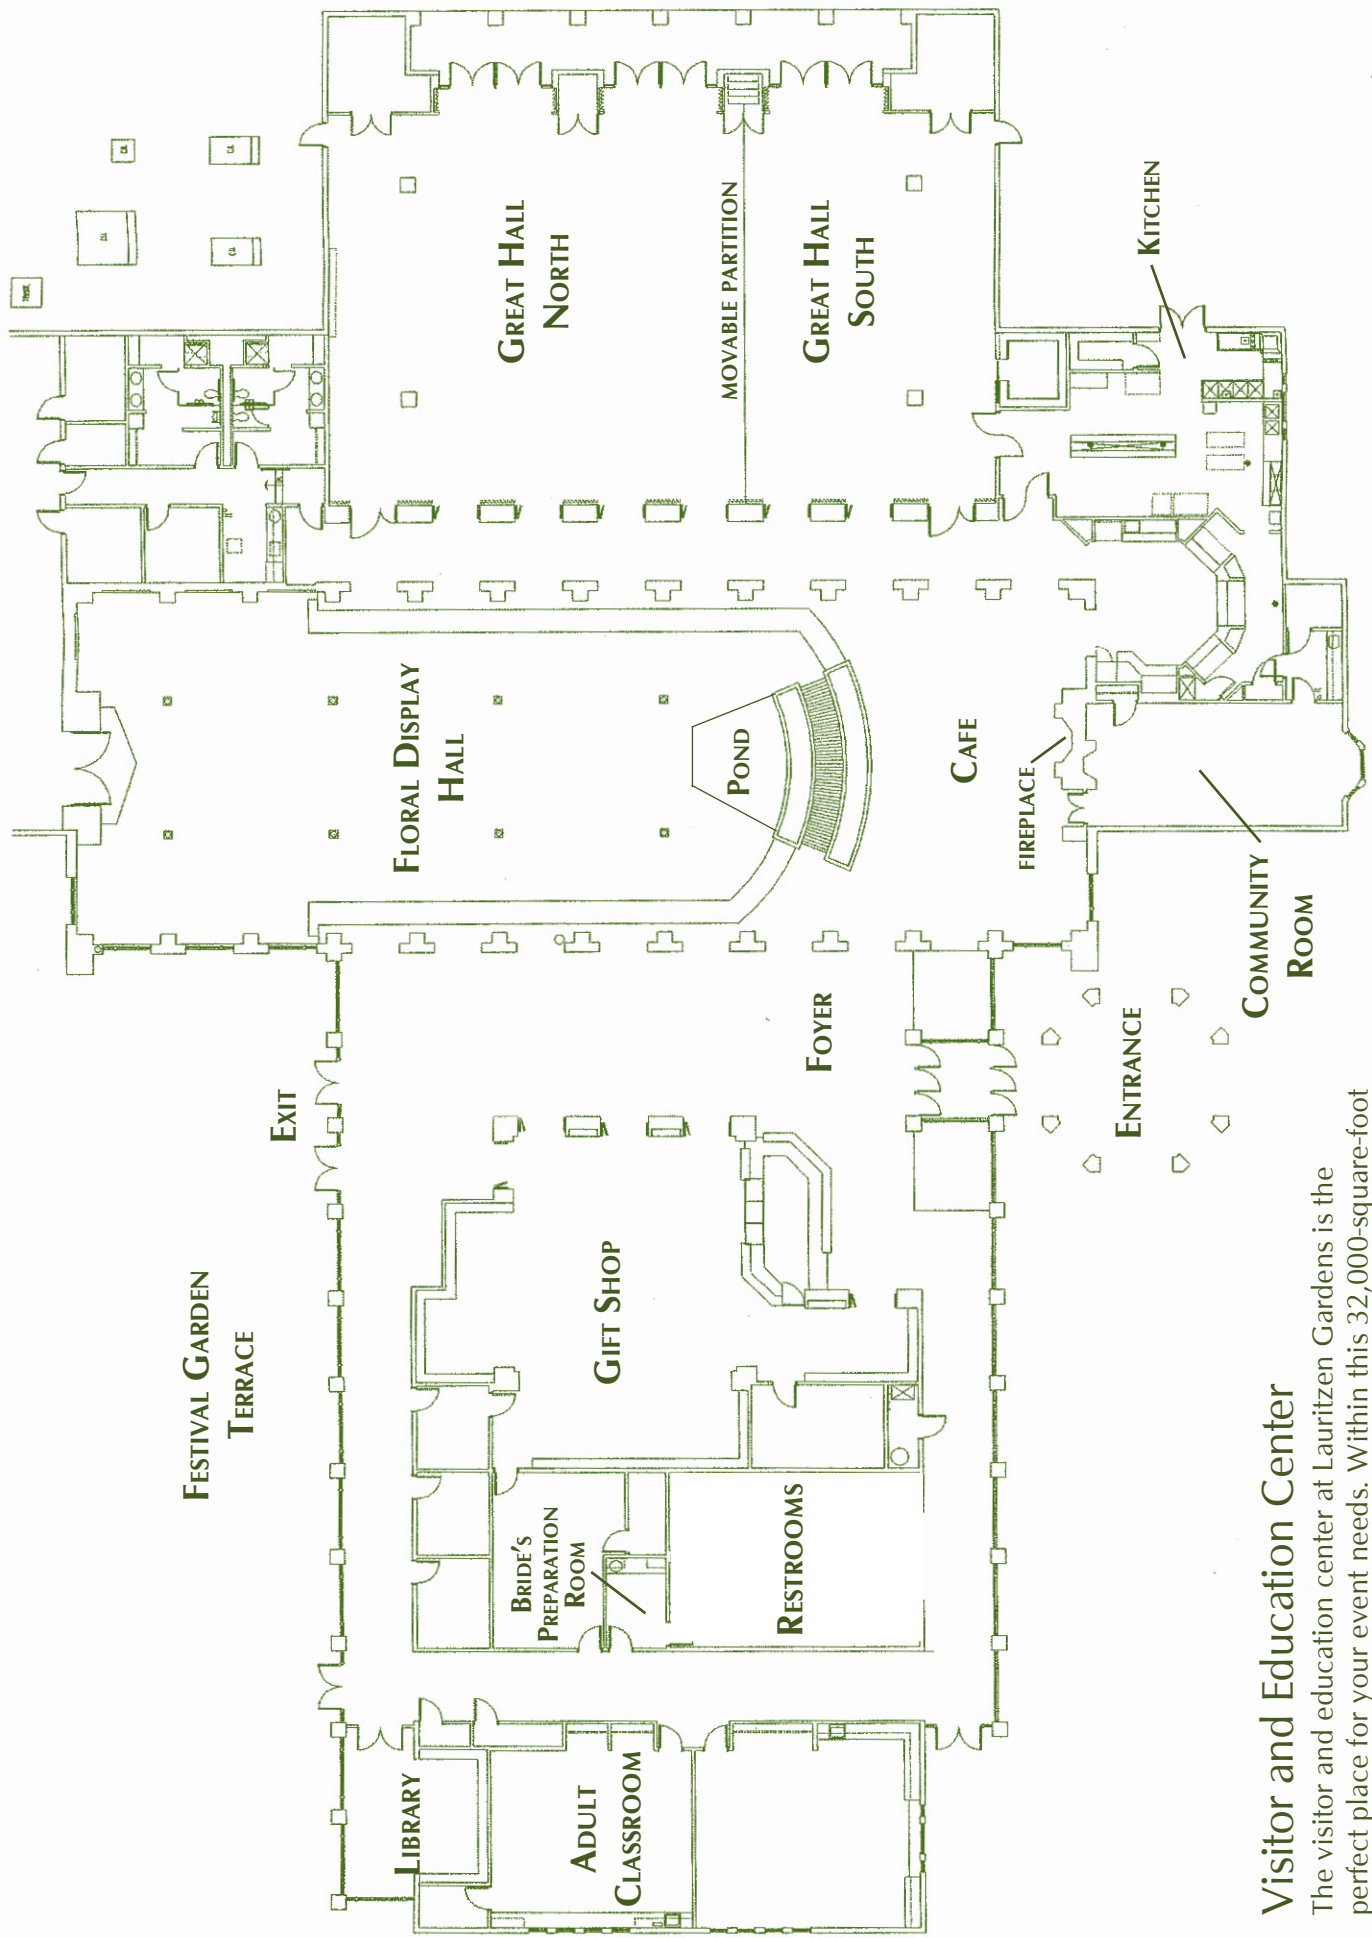 FESTIVAL GARDEN
TERRACE
EXIT
LIBRARY
ADULT
CLASSROOM
BRIDE'S
PREPARATION
ROOM
RESTROOMS
GIFT SHOP
FOYER
ENTRANCE
FLORAL DISPLAY
HALL
POND
CAFE
FIREPLACE
COMMUNITY
ROOM
GREAT HALL
NORTH
MOVABLE PARTITION
GREAT HALL
SOUTH
KITCHEN
Visitor and Education Center
The visitor and education center at Lauritzen Gardens is the
perfect place for your event needs. Within this 32,000-square-foot